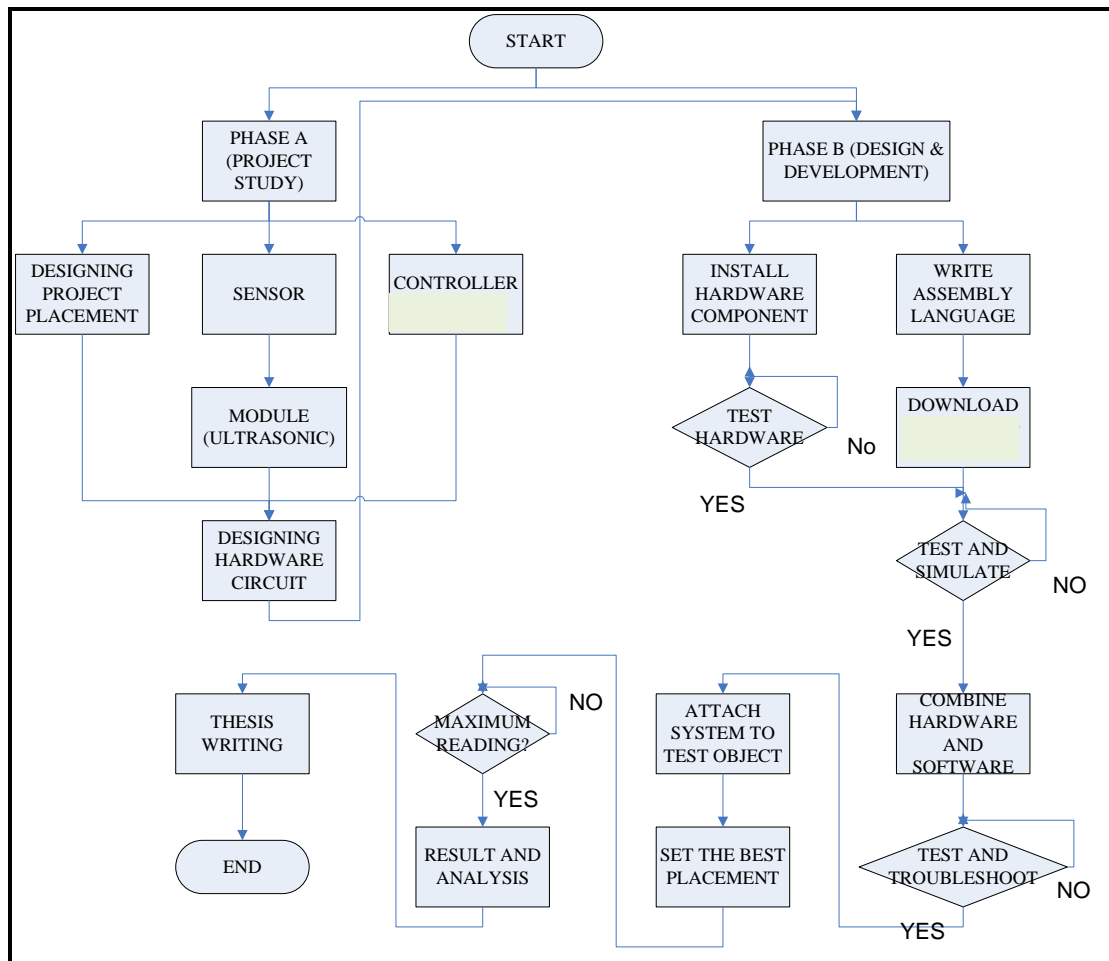 START
PHASE A
(PROJECT
STUDY)
PHASE B (DESIGN &
DEVELOPMENT)
DESIGNING
PROJECT
PLACEMENT
SENSOR
CONTROLLER
INSTALL
HARDWARE
COMPONENT
WRITE
ASSEMBLY
LANGUAGE
MODULE
(ULTRASONIC)
TEST
HARDWARE
No
YES
DOWNLOAD
DESIGNING
HARDWARE
CIRCUIT
TEST AND
SIMULATE
NO
YES
THESIS
WRITING
MAXIMUM
READING?
NO
YES
ATTACH
SYSTEM TO
TEST OBJECT
COMBINE
HARDWARE
AND
SOFTWARE
END
RESULT AND
ANALYSIS
SET THE BEST
PLACEMENT
TEST AND
TROUBLESHOOT
NO
YES